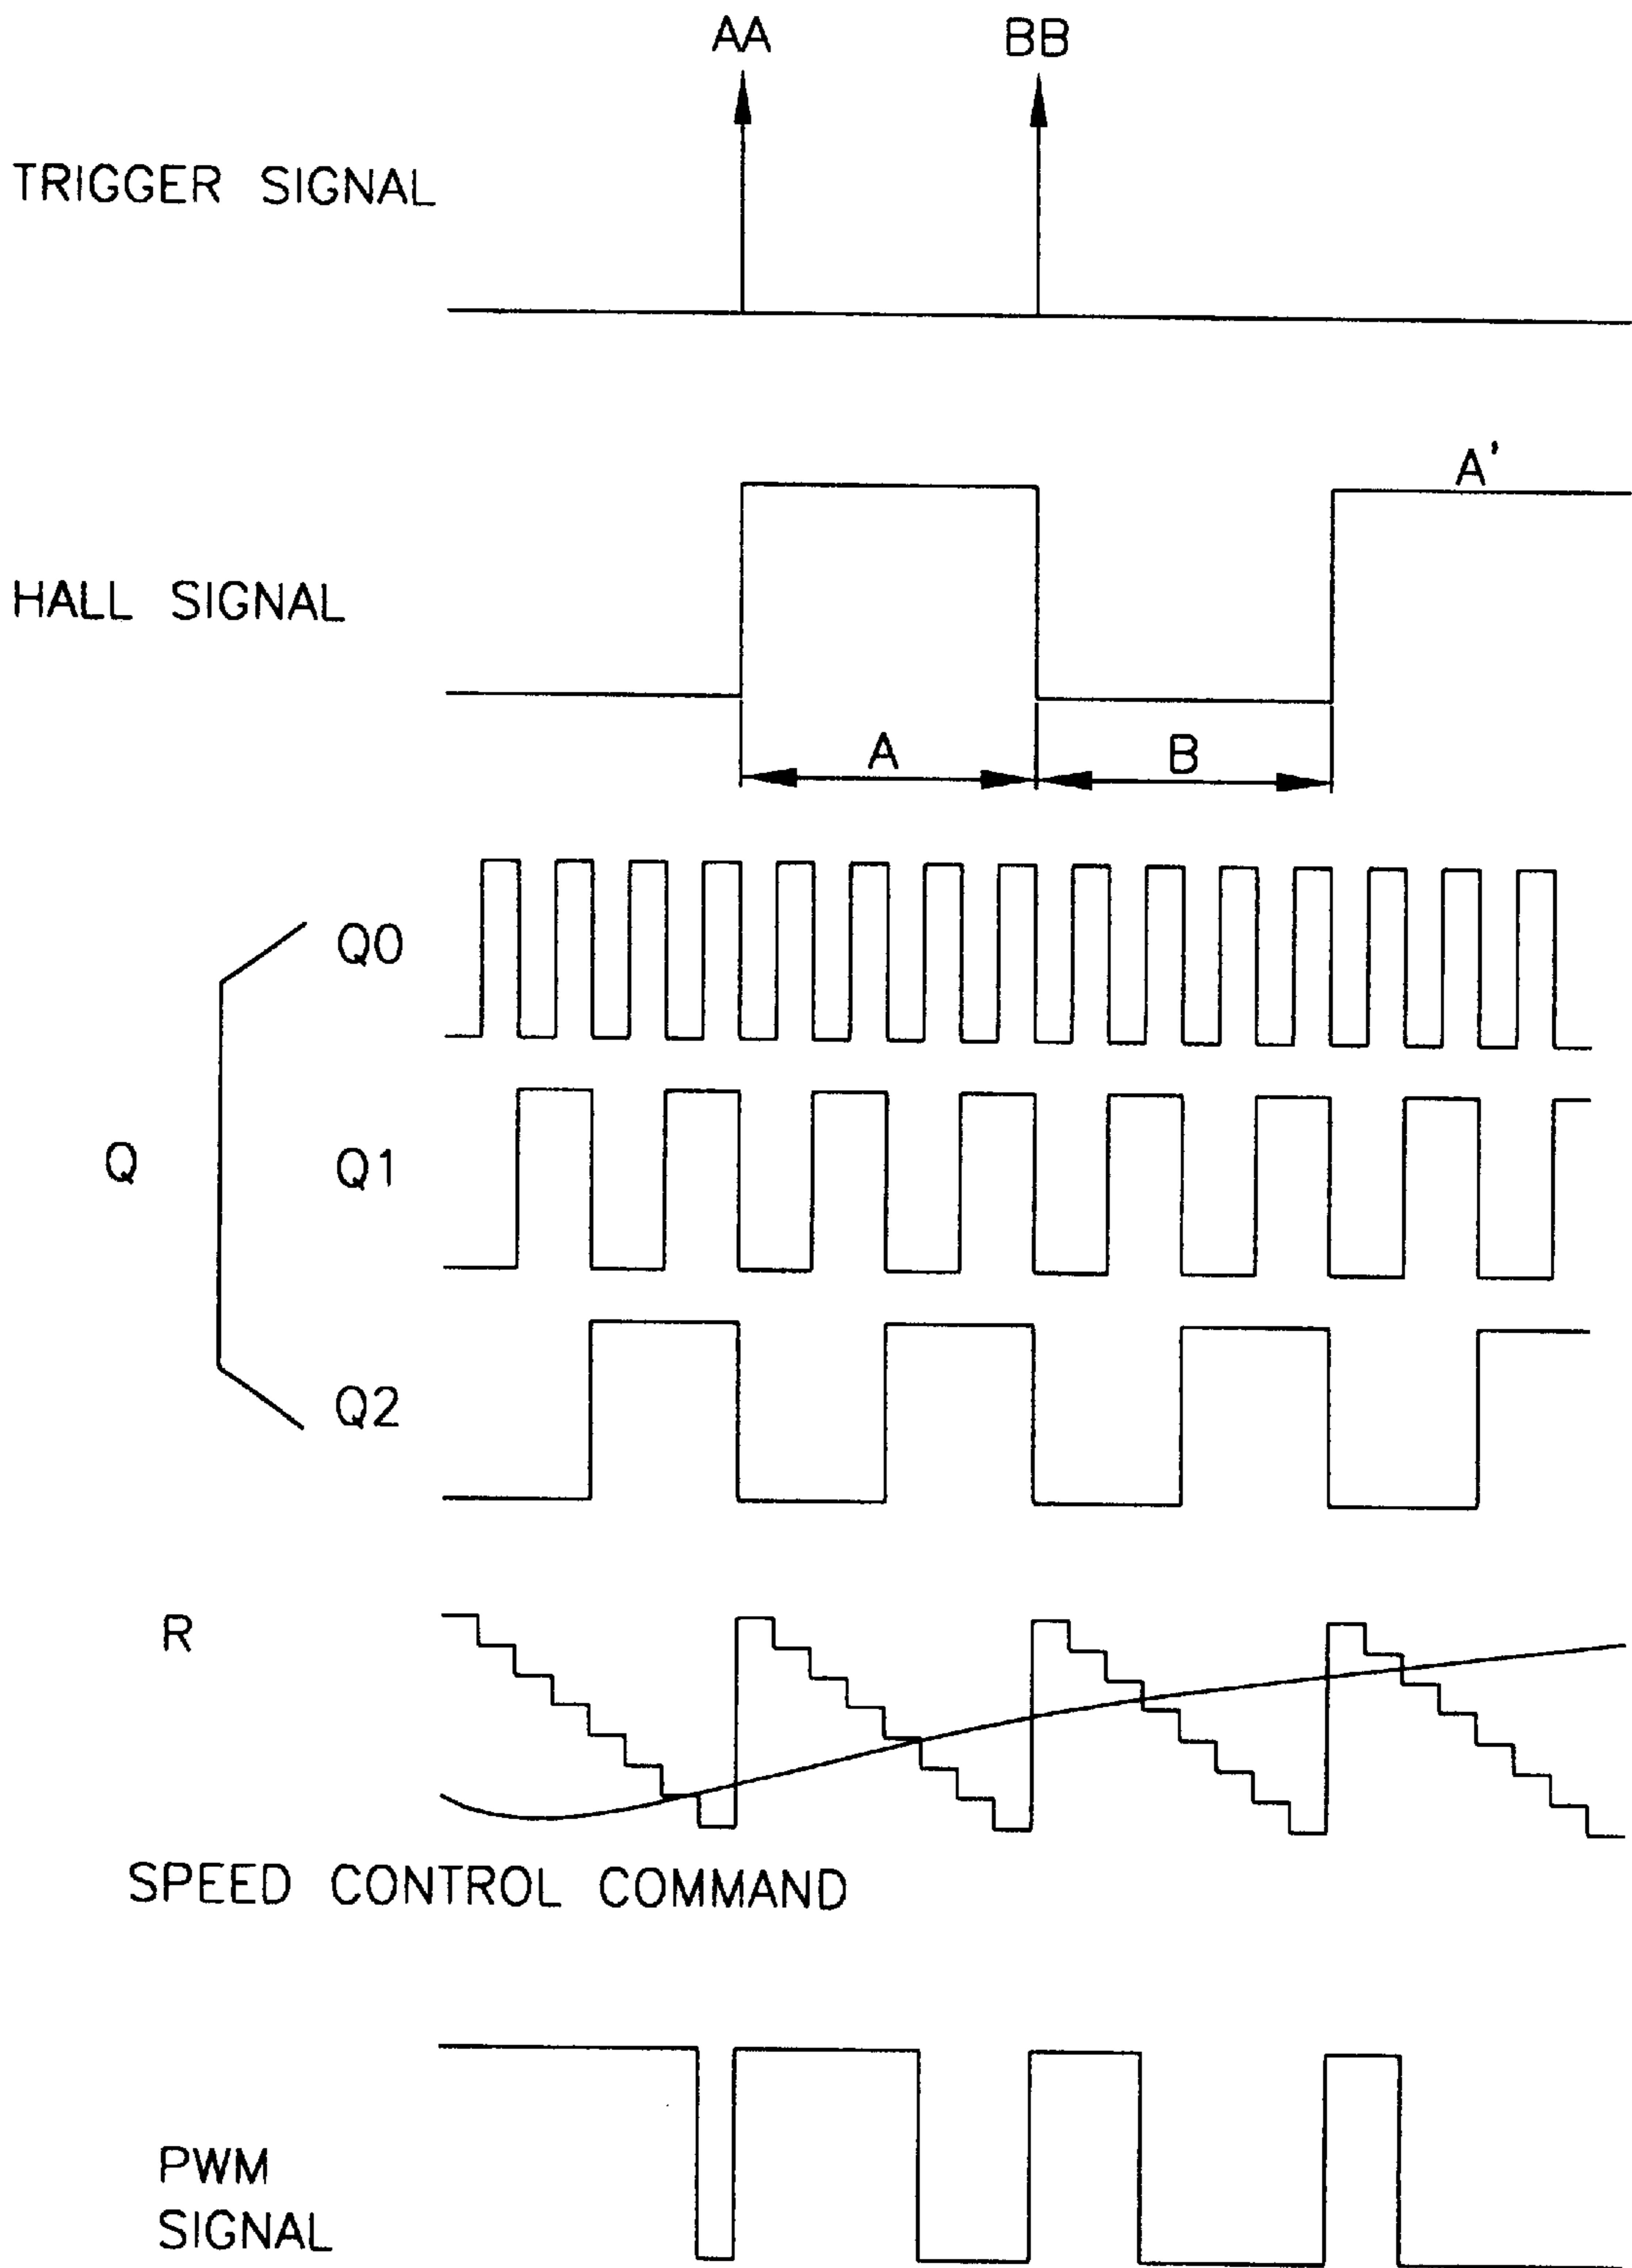 AA BB
TRIGGER SIGNAL
A'
HALL SIGNAL
A B
Q0
Q Q1
Q2
R
SPEED CONTROL COMMAND
PWM
SIGNAL